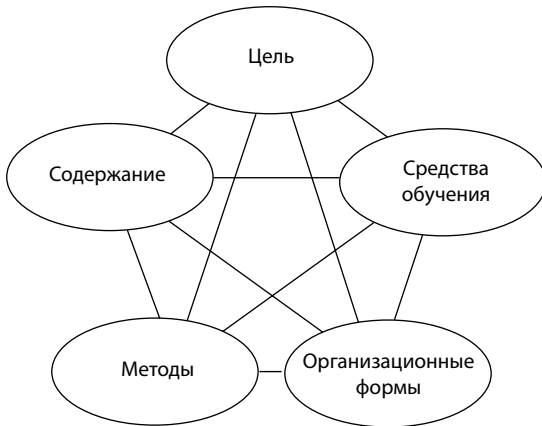 Цель
Содержание
Средства
обучения
Методы
Организационные
формы